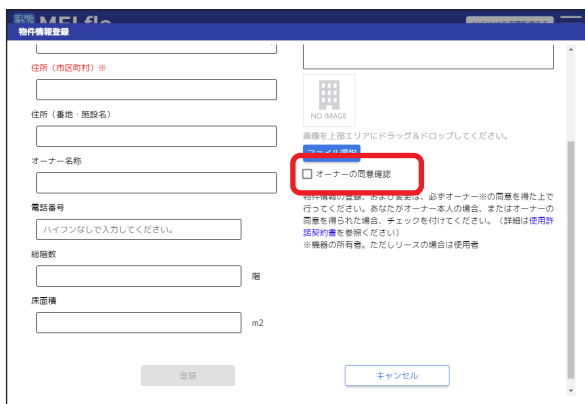 MELflo
物件情報登録
住所（市区町村）※
住所（番地・施設名）
オーナー名称
電話番号
ハイフンなしで入力してください。
総階数
階
床面積
m2
登録
NO IMAGE
画像を上部エリアにドラッグ&ドロップしてください。
ファイル選択
オーナーの同意確認
物件情報の登録、および変更は、必ずオーナー※の同意を得た上で
行ってください。あなたがオーナー本人の場合、またはオーナーの
同意を得られた場合、チェックを付けてください。（詳細は使用許
諾契約書を参照ください）
※機器の所有者。ただしリースの場合は使用者
キャンセル